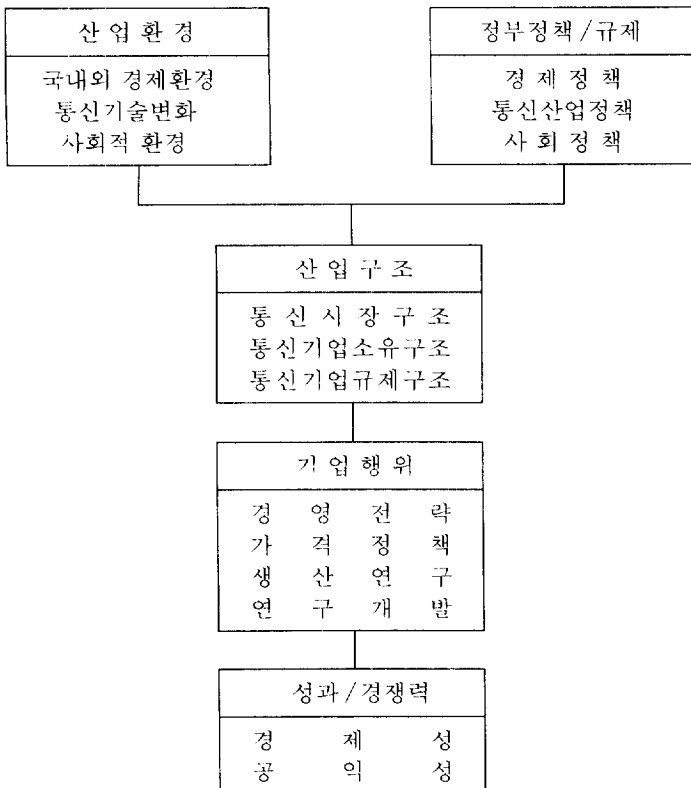 산업환경
국내외 경제환경
통신기술변화
사회적 환경
정부정책/규제
경제정책
통신산업정책
사회정책
산업구조
통신시장구조
통신기업소유구조
통신기업규제구조
기업행위
경영전략
가격정책
생산연구
연구개발
성과/경쟁력
경제성
공익성